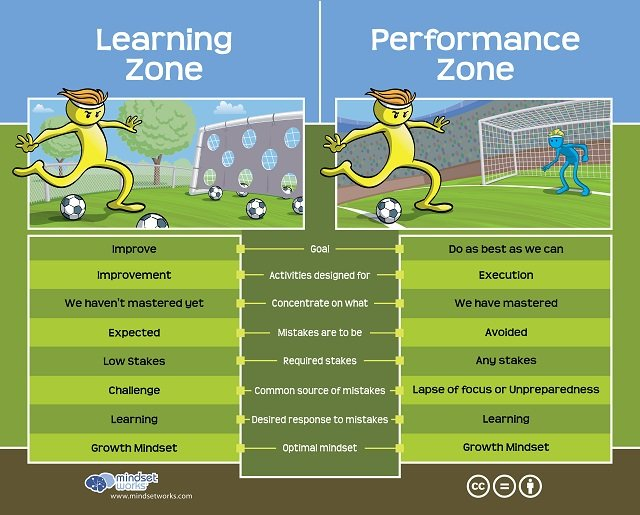 Learning
Zone
Performance
Zone
Improve Goal Do as best as we can
Improvement Activities designed for Execution
We haven't mastered yet Concentrate on what We have mastered
Expected Mistakes are to be Avoided
Low Stakes Required stakes Any stakes
Challenge Common source of mistakes Lapse of focus or Unpreparedness
Learning Desired response to mistakes Learning
Growth Mindset Optimal mindset Growth Mindset
mindset
works
www.mindsetworks.com
cc